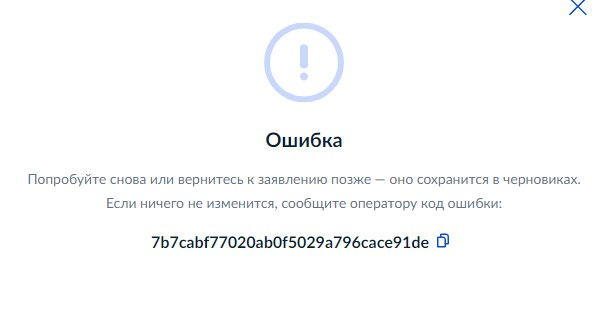 Ошибка
Попробуйте снова или вернитесь к заявлению позже — оно сохранится в черновиках.
Если ничего не изменится, сообщите оператору код ошибки:
7b7cabf77020ab0f5029a796cace91de